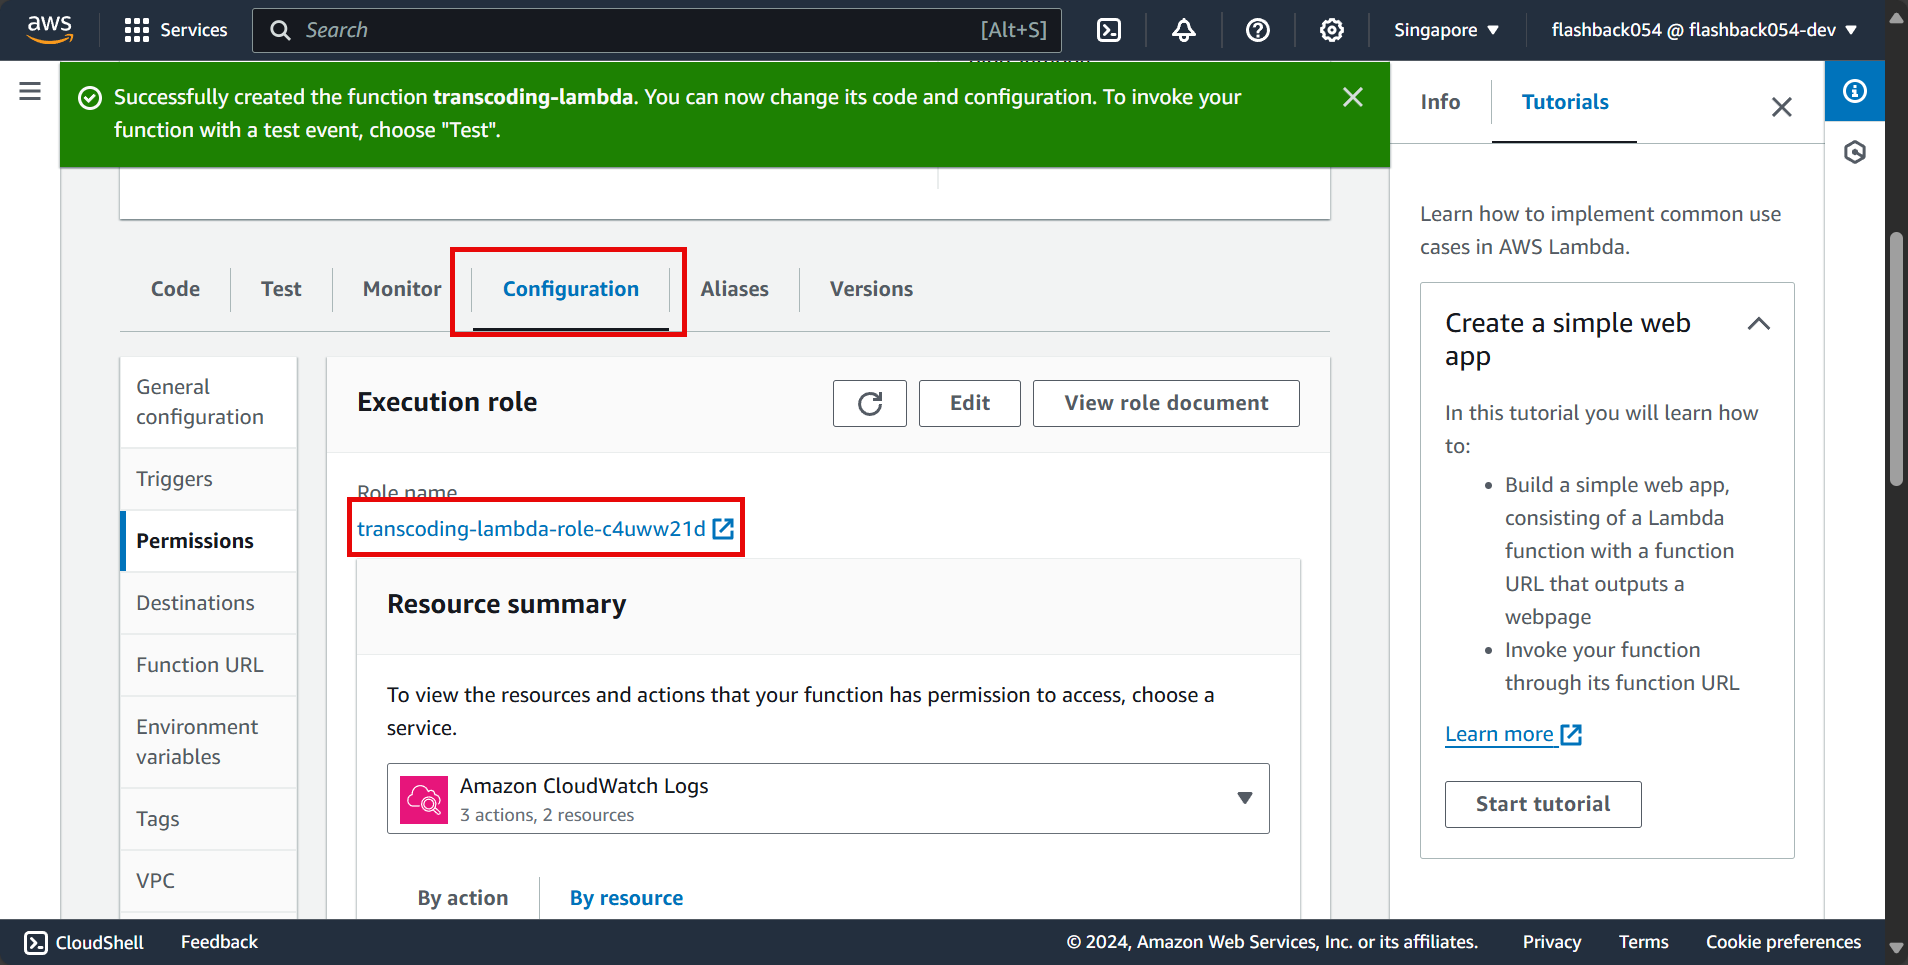 aws
Services
Search
[Alt+S]
Singapore
flashback054 @ flashback054-dev
Successfully created the function transcoding-lambda. You can now change its code and configuration. To invoke your
function with a test event, choose "Test".
Info
Tutorials
Learn how to implement common use
cases in AWS Lambda.
Code
Test
Monitor
Configuration
Aliases
Versions
General
configuration
Triggers
Permissions
Destinations
Function URL
Environment
variables
Tags
VPC
Execution role
Edit
View role document
Role name
transcoding-lambda-role-c4uww21d
Resource summary
To view the resources and actions that your function has permission to access, choose a
service.
Amazon CloudWatch Logs
3 actions, 2 resources
By action
By resource
Create a simple web
app
In this tutorial you will learn how
to:
• Build a simple web app,
consisting of a Lambda
function with a function
URL that outputs a
webpage
• Invoke your function
through its function URL
Learn more
Start tutorial
CloudShell
Feedback
© 2024, Amazon Web Services, Inc. or its affiliates.
Privacy
Terms
Cookie preferences